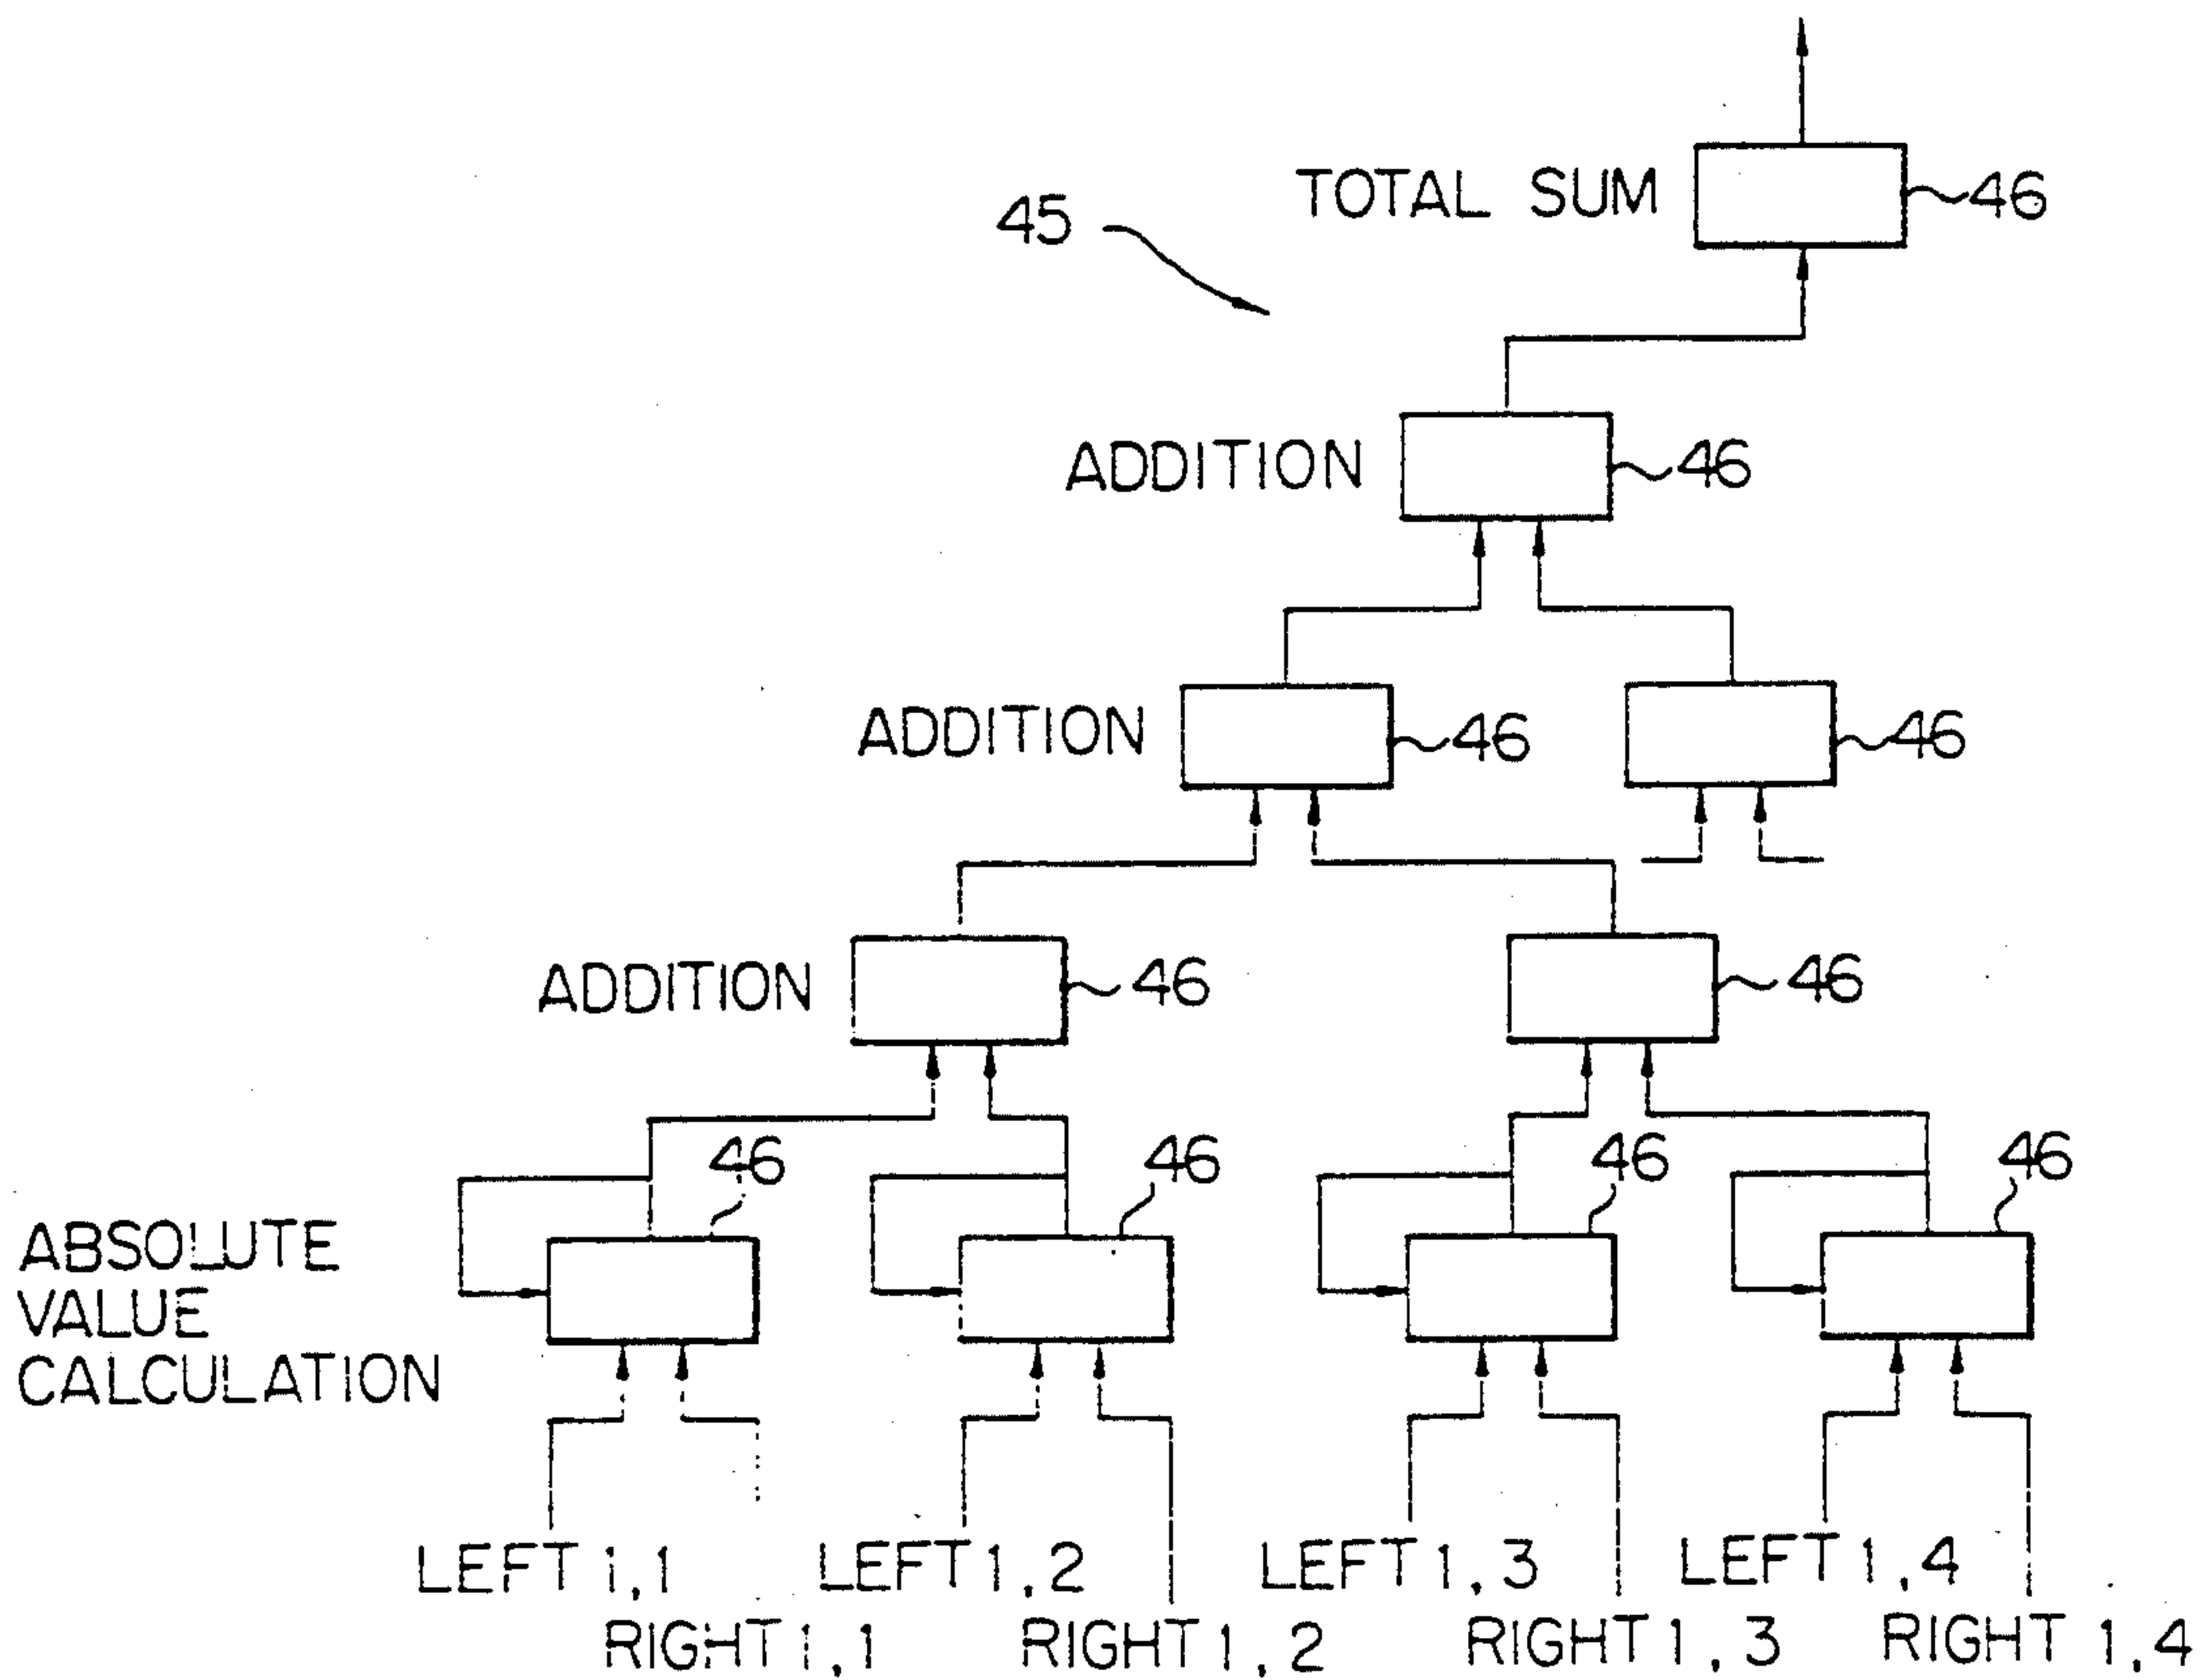 TOTAL SUM 46
45
ADDITION 46
ADDITION 46 46
ADDITION 46 46
46 46 46 46
ABSOLUTE
VALUE
CALCULATION
LEFT 1,1 LEFT 1,2 LEFT 1,3 LEFT 1,4
RIGHT 1,1 RIGHT 1,2 RIGHT 1,3 RIGHT 1,4